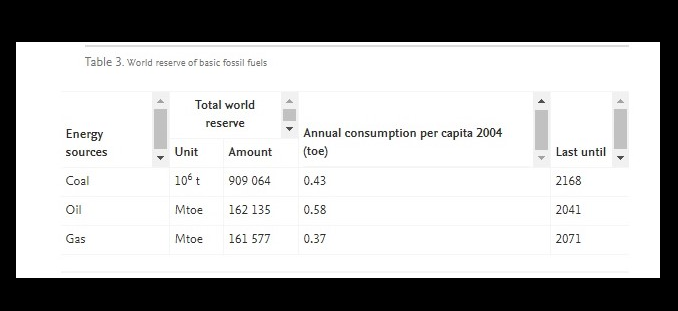 Table 3. World reserve of basic fossil fuels
Energy sources Total world reserve Annual consumption per capita 2004 (toe) Last until
Unit Amount
Coal 10⁶ t 909 064 0.43 2168
Oil Mtoe 162 135 0.58 2041
Gas Mtoe 161 577 0.37 2071